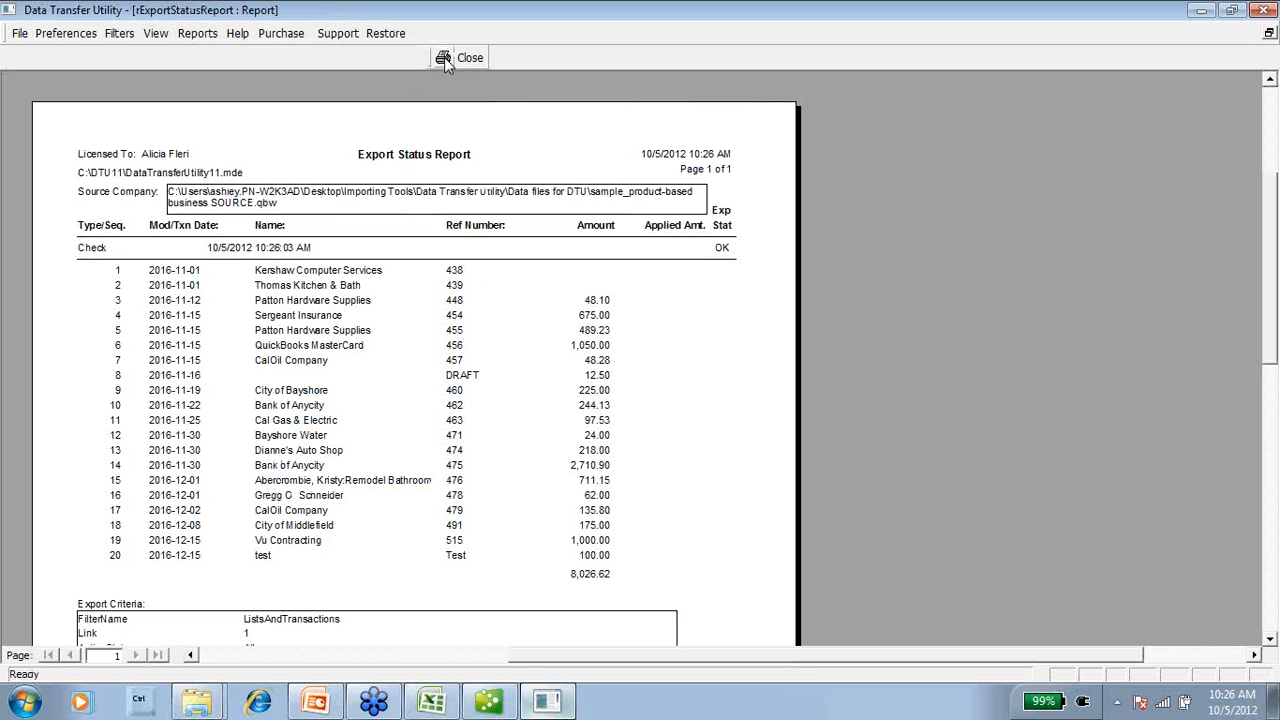 Data Transfer Utility - [rExportStatusReport : Report]
File Preferences Filters View Reports Help Purchase Support Restore
Close
Licensed To: Alicia Fleri Export Status Report 10/5/2012 10:26 AM
C:\DTU11\DataTransferUtility11.mde Page 1 of 1
Source Company: C:\Users\ashley.PN-W2K3AD\Desktop\Importing Tools\Data Transfer Utility\Data files for DTU\sample_product-based
business SOURCE.qbw
Exp
Type/Seq. Mod/Txn Date: Name: Ref Number: Amount Applied Amt. Stat
Check 10/5/2012 10:26:03 AM OK
1 2016-11-01 Kershaw Computer Services 438
2 2016-11-01 Thomas Kitchen & Bath 439
3 2016-11-12 Patton Hardware Supplies 448 48.10
4 2016-11-15 Sergeant Insurance 454 675.00
5 2016-11-15 Patton Hardware Supplies 455 489.23
6 2016-11-15 QuickBooks MasterCard 456 1,050.00
7 2016-11-15 CalOil Company 457 48.28
8 2016-11-16 DRAFT 12.50
9 2016-11-19 City of Bayshore 460 225.00
10 2016-11-22 Bank of Anycity 462 244.13
11 2016-11-25 Cal Gas & Electric 463 97.53
12 2016-11-30 Bayshore Water 471 24.00
13 2016-11-30 Dianne's Auto Shop 474 218.00
14 2016-11-30 Bank of Anycity 475 2,710.90
15 2016-12-01 Abercrombie, Kristy:Remodel Bathroom 476 711.15
16 2016-12-01 Gregg O. Schneider 478 62.00
17 2016-12-02 CalOil Company 479 135.80
18 2016-12-08 City of Middlefield 491 175.00
19 2016-12-15 Vu Contracting 515 1,000.00
20 2016-12-15 test Test 100.00
8,026.62
Export Criteria:
FilterName ListsAndTransactions
Link 1
Page: 1
Ready
Ctrl
99%
10:26 AM
10/5/2012